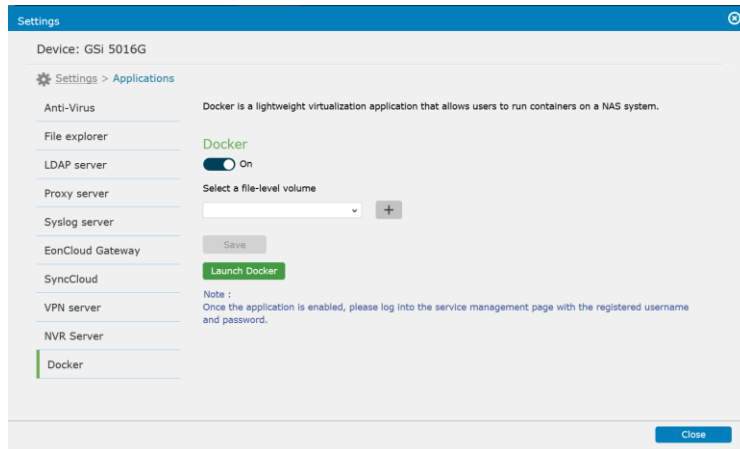 Settings
Device: GSi 5016G
Settings > Applications
Anti-Virus
File explorer
LDAP server
Proxy server
Syslog server
EonCloud Gateway
SyncCloud
VPN server
NVR Server
Docker
Docker is a lightweight virtualization application that allows users to run containers on a NAS system.
Docker
On
Select a file-level volume
+
Save
Launch Docker
Note :
Once the application is enabled, please log into the service management page with the registered username
and password.
Close